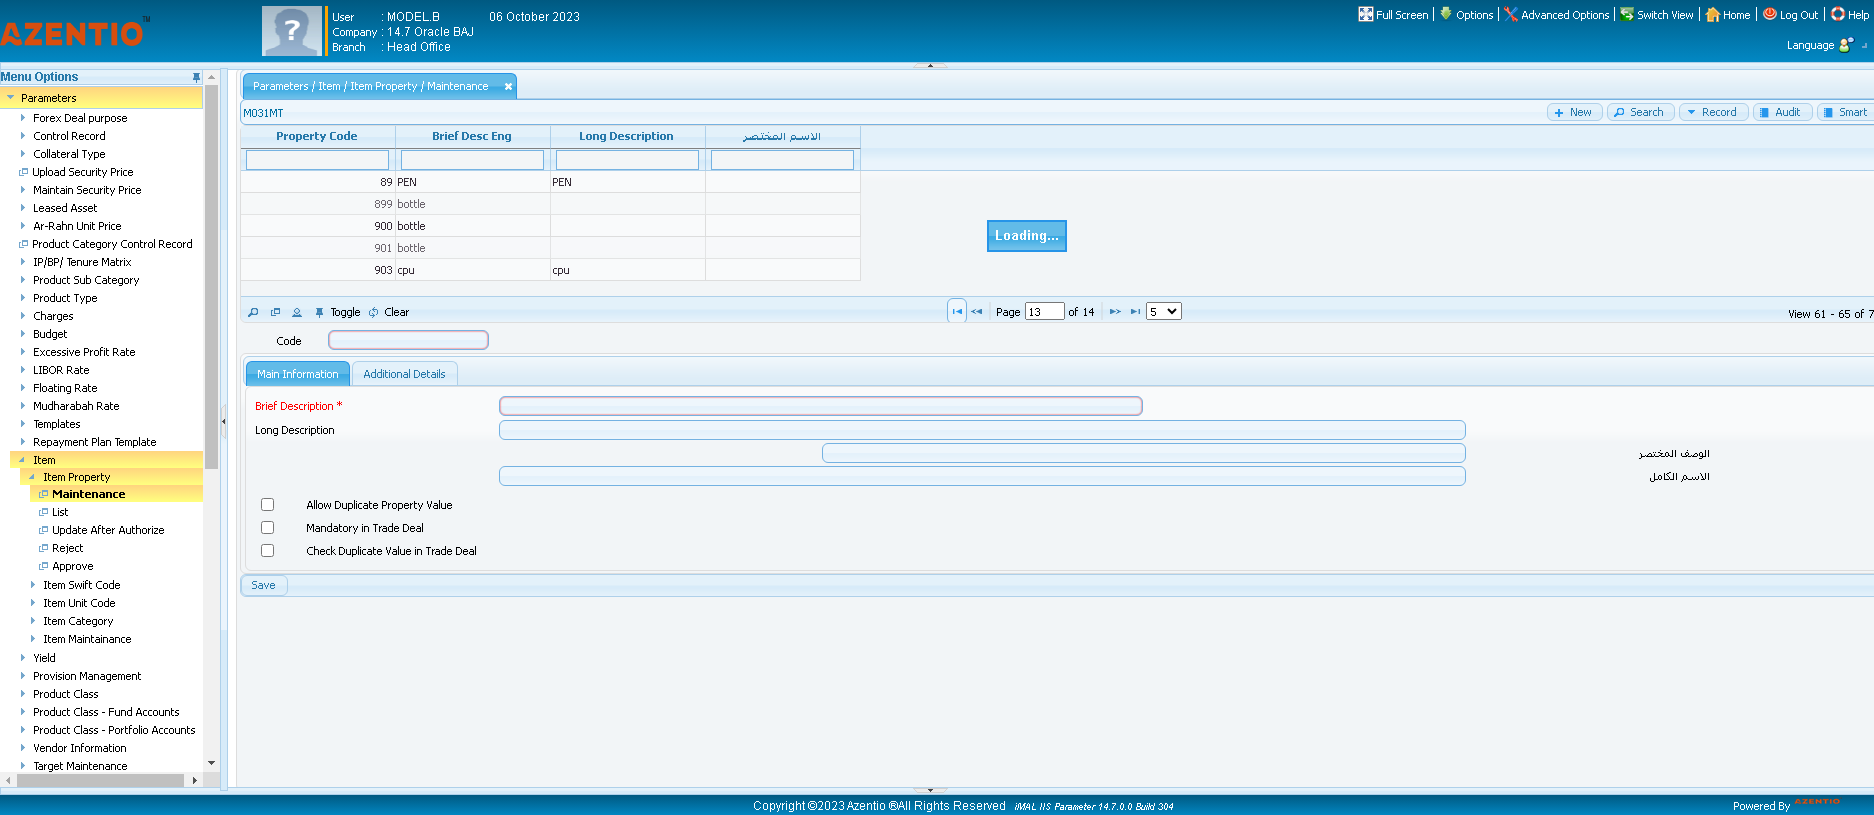 AZENTIO™
User : MODEL.B 06 October 2023
Company : 14.7 Oracle BAJ
Branch : Head Office
Full Screen Options Advanced Options Switch View Home Log Out Help
Language
Menu Options
Parameters
Forex Deal purpose
Control Record
Collateral Type
Upload Security Price
Maintain Security Price
Leased Asset
Ar-Rahn Unit Price
Product Category Control Record
IP/BP/ Tenure Matrix
Product Sub Category
Product Type
Charges
Budget
Excessive Profit Rate
LIBOR Rate
Floating Rate
Mudharabah Rate
Templates
Repayment Plan Template
Item
Item Property
Maintenance
List
Update After Authorize
Reject
Approve
Item Swift Code
Item Unit Code
Item Category
Item Maintainance
Yield
Provision Management
Product Class
Product Class - Fund Accounts
Product Class - Portfolio Accounts
Vendor Information
Target Maintenance
Parameters / Item / Item Property / Maintenance
M031MT
New Search Record Audit Smart
Property Code Brief Desc Eng Long Description الاسم المختصر
89 PEN PEN
899 bottle
900 bottle
901 bottle
903 cpu cpu
Loading...
Toggle Clear
Page 13 of 14 5
View 61 - 65 of 7
Code
Main Information Additional Details
Brief Description *
Long Description
الوصف المختصر
الاسم الكامل
Allow Duplicate Property Value
Mandatory in Trade Deal
Check Duplicate Value in Trade Deal
Save
Copyright ©2023 Azentio ®All Rights Reserved iMAL IIS Parameter 14.7.0.0 Build 304
Powered By AZENTIO